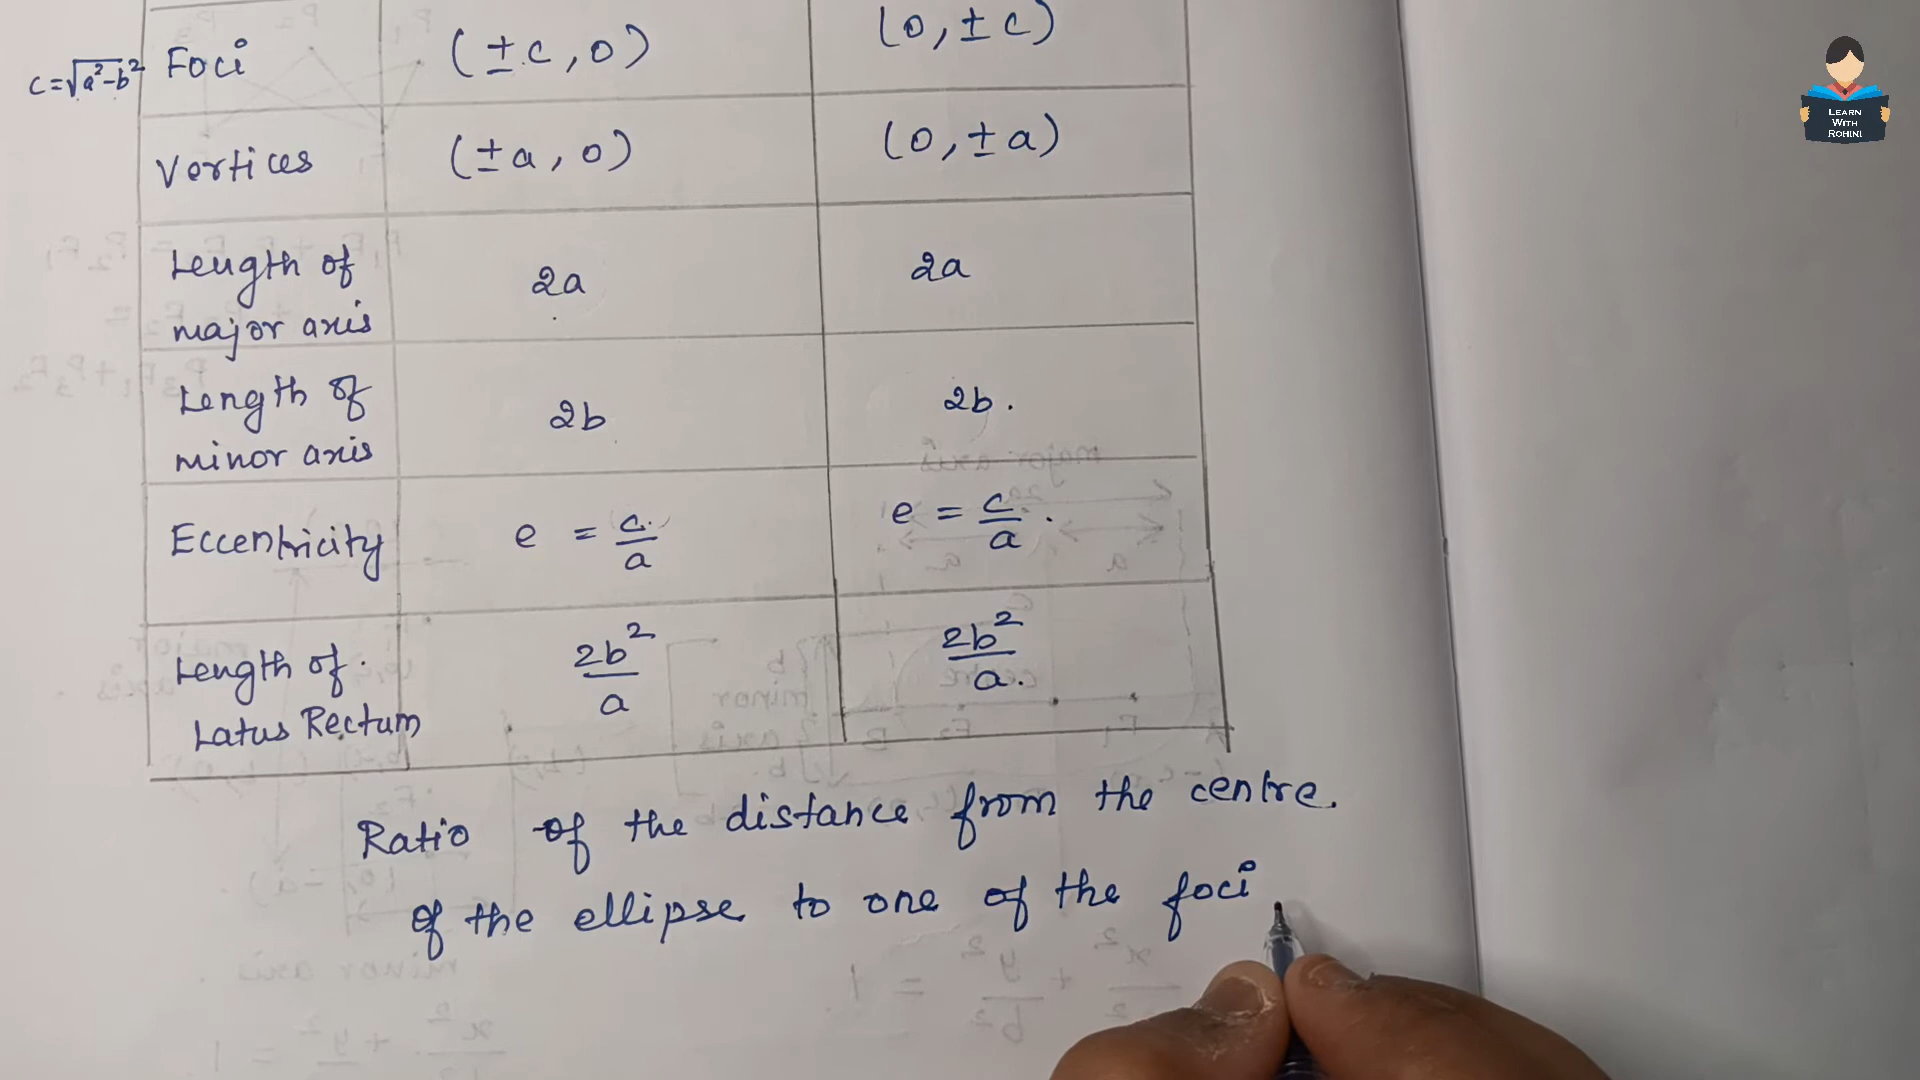 c=√a²-b²
Foci (±c, 0) (0, ±c)
Vertices (±a, 0) (0, ±a)
Length of major axis 2a 2a
Length of minor axis 2b 2b.
Eccentricity e = c/a e = c/a.
Length of Latus Rectum 2b²/a 2b²/a.
Ratio of the distance from the centre.
of the ellipse to one of the foci
LEARN
WITH
ROHINI